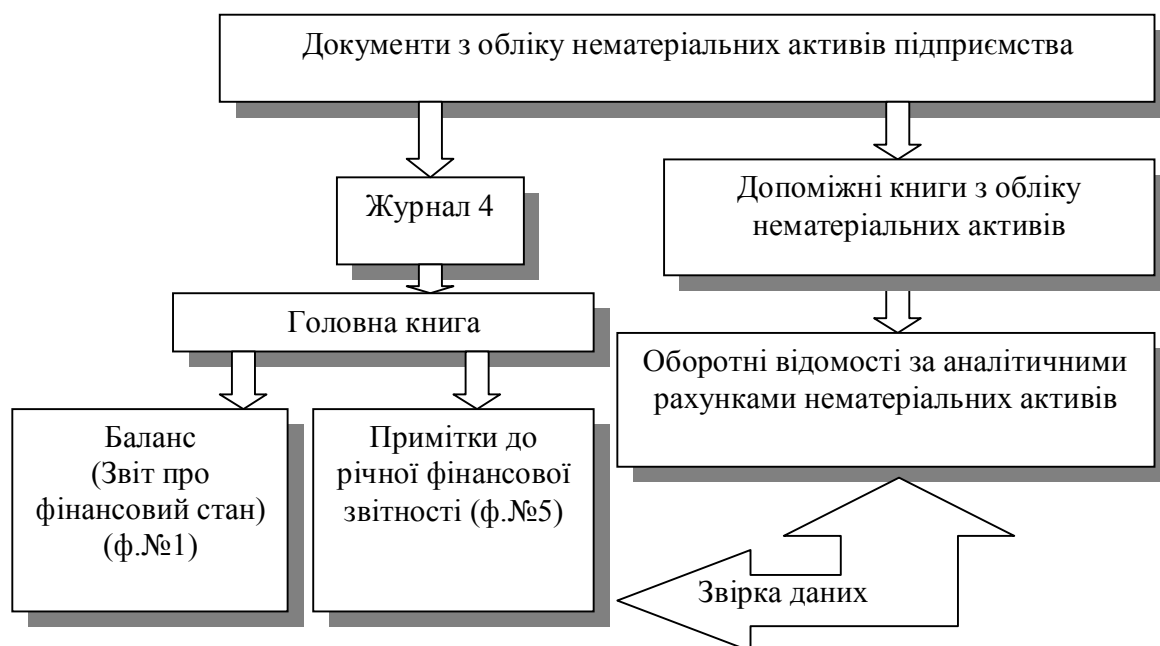 Документи з обліку нематеріальних активів підприємства
Журнал 4
Допоміжні книги з обліку
нематеріальних активів
Головна книга
Оборотні відомості за аналітичними
рахунками нематеріальних активів
Баланс
(Звіт про
фінансовий стан)
(ф.№1)
Примітки до
річної фінансової
звітності (ф.№5)
Звірка даних